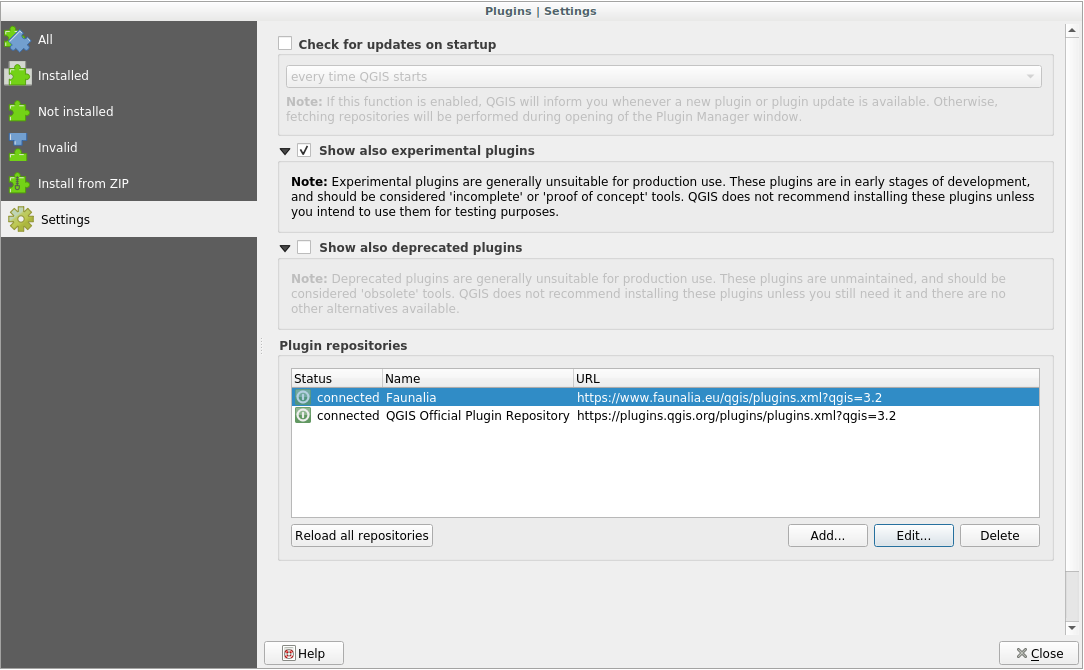 Plugins | Settings
All
Installed
Not installed
Invalid
Install from ZIP
Settings
Check for updates on startup
every time QGIS starts
Note: If this function is enabled, QGIS will inform you whenever a new plugin or plugin update is available. Otherwise,
fetching repositories will be performed during opening of the Plugin Manager window.
Show also experimental plugins
Note: Experimental plugins are generally unsuitable for production use. These plugins are in early stages of development,
and should be considered 'incomplete' or 'proof of concept' tools. QGIS does not recommend installing these plugins unless
you intend to use them for testing purposes.
Show also deprecated plugins
Note: Deprecated plugins are generally unsuitable for production use. These plugins are unmaintained, and should be
considered 'obsolete' tools. QGIS does not recommend installing these plugins unless you still need it and there are no
other alternatives available.
Plugin repositories
Status Name URL
connected Faunalia https://www.faunalia.eu/qgis/plugins.xml?qgis=3.2
connected QGIS Official Plugin Repository https://plugins.qgis.org/plugins/plugins.xml?qgis=3.2
Reload all repositories Add... Edit... Delete
Help Close